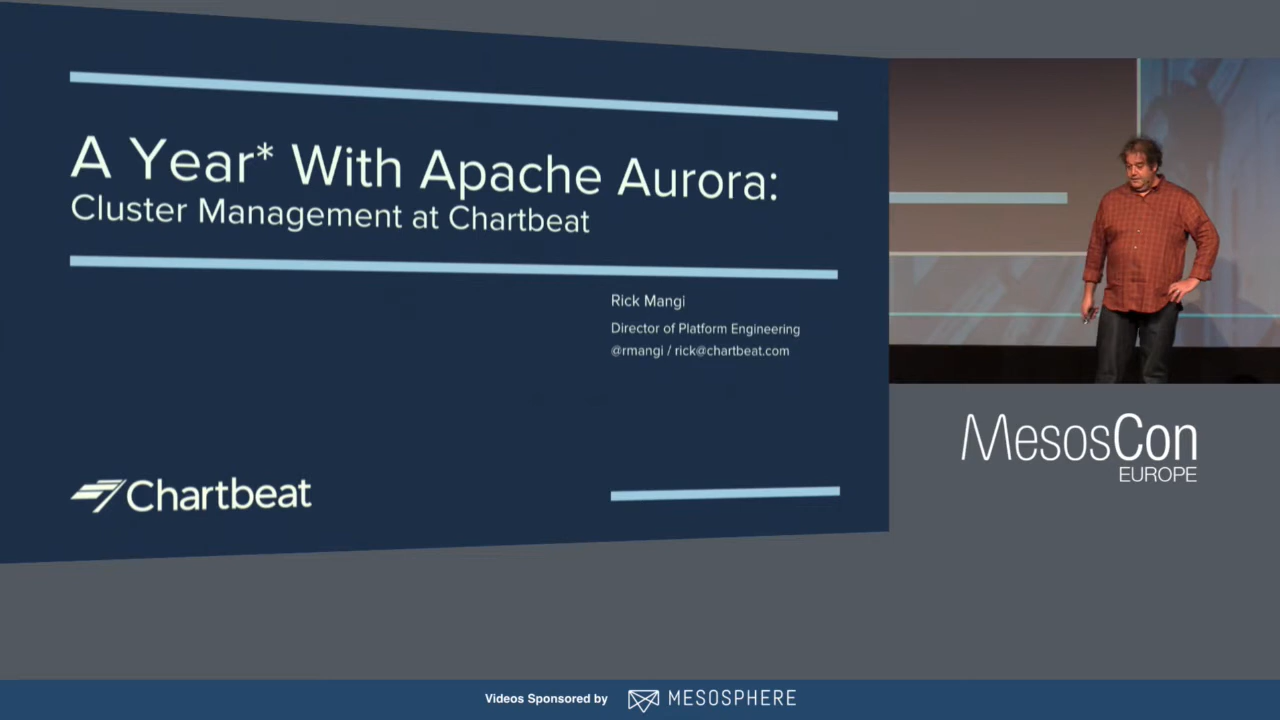 A Year* With Apache Aurora:
Cluster Management at Chartbeat
Rick Mangi
Director of Platform Engineering
@rmangi / rick@chartbeat.com
Chartbeat
MesosCon
EUROPE
Videos Sponsored by MESOSPHERE